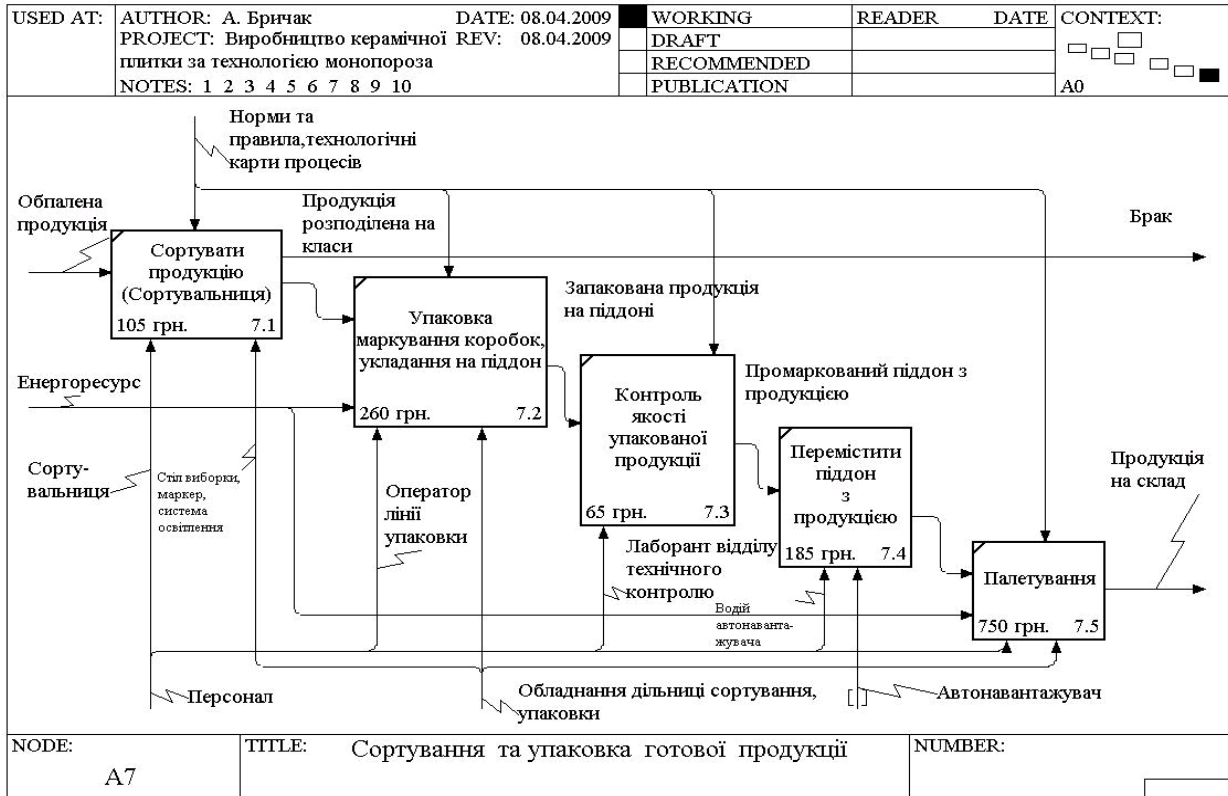 USED AT:
AUTHOR: А. Бричак
DATE: 08.04.2009
PROJECT: Виробництво керамічної
REV: 08.04.2009
плитки за технологією монопороза
NOTES: 1 2 3 4 5 6 7 8 9 10
WORKING
DRAFT
RECOMMENDED
PUBLICATION
READER
DATE
CONTEXT:
A0
Норми та
правила,технологічні
карти процесів
Обпалена
продукція
Продукція
розподілена на
класи
Брак
Сортувати
продукцію
(Сортувальниця)
105 грн.
7.1
Запакована продукція
на піддоні
Упаковка
маркування коробок,
укладання на піддон
260 грн.
7.2
Енергоресурс
Промаркований піддон з
продукцією
Контроль
якості
упакованої
продукції
65 грн.
7.3
Перемістити
піддон
з
продукцією
185 грн.
7.4
Продукція
на склад
Сорту-
вальниця
Стіл виборки,
маркер,
система
освітлення
Оператор
лінії
упаковки
Лаборант відділу
технічного
контролю
Водій
автонаванта-
жувача
Палетування
750 грн.
7.5
Персонал
Обладнання дільниці сортування,
упаковки
Автонавантажувач
NODE:
A7
TITLE:
Сортування та упаковка готової продукції
NUMBER: